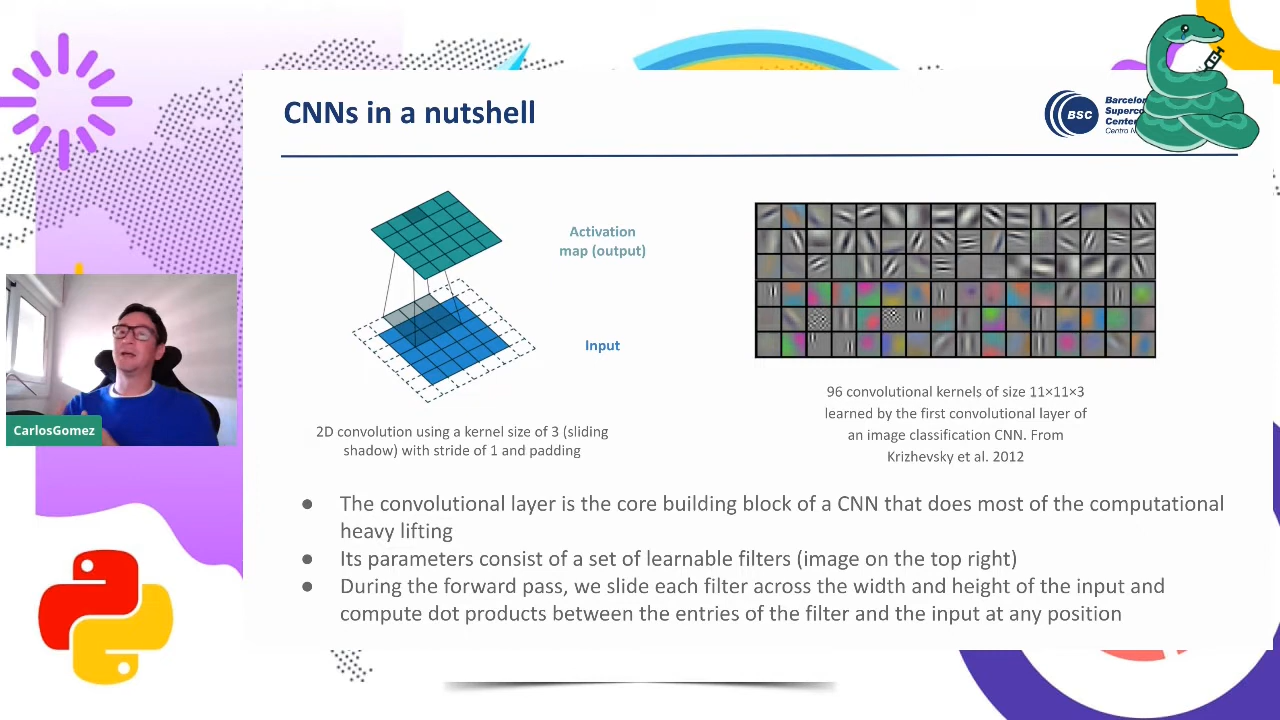 CNNs in a nutshell
BSC
Supercо
Center
Centro
Activation
map (output)
Input
2D convolution using a kernel size of 3 (sliding
shadow) with stride of 1 and padding
96 convolutional kernels of size 11×11×3
learned by the first convolutional layer of
an image classification CNN. From
Krizhevsky et al. 2012
CarlosGomez
● The convolutional layer is the core building block of a CNN that does most of the computational
heavy lifting
● Its parameters consist of a set of learnable filters (image on the top right)
● During the forward pass, we slide each filter across the width and height of the input and
compute dot products between the entries of the filter and the input at any position